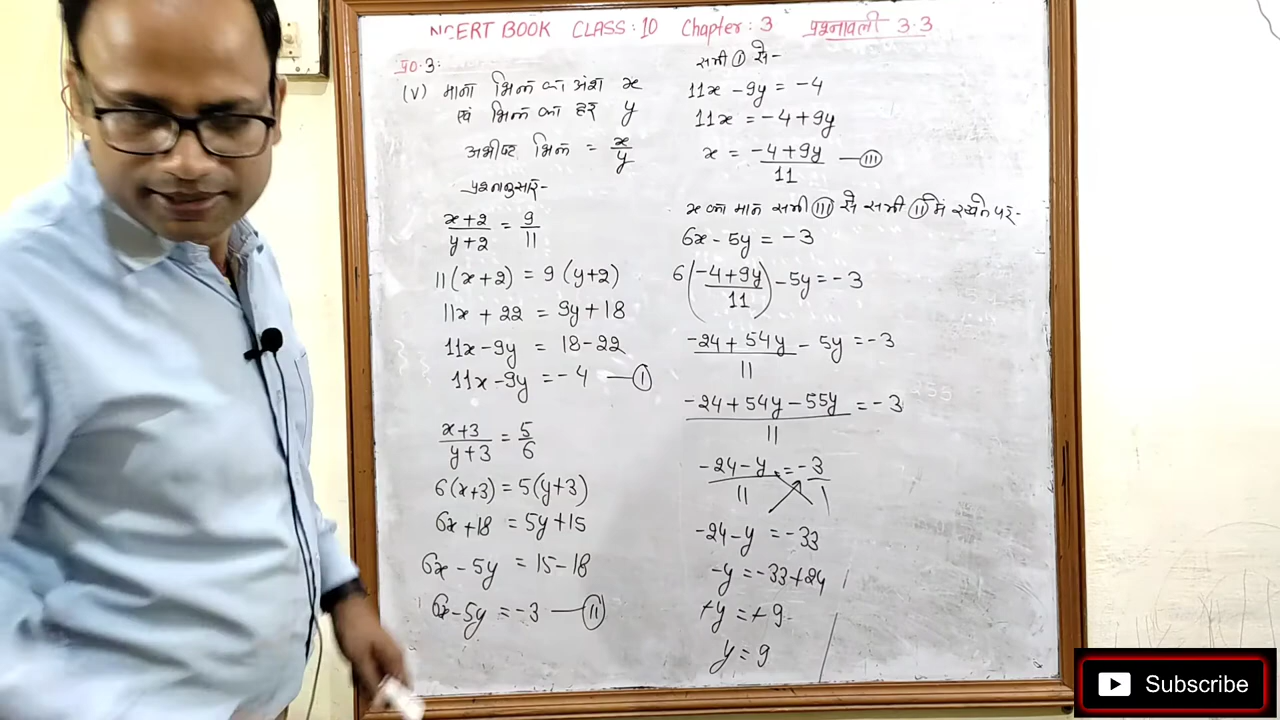 NCERT BOOK CLASS:10 Chapter: 3 प्रश्नावली 3.3
प्र0.3:
(V) माना भिन्न का अंश x
एवं भिन्न का हर y
अभीष्ट भिन्न = x/y
प्रश्नानुसार-
x+2/y+2 = 9/11
11(x+2) = 9(y+2)
11x + 22 = 9y+18
11x-9y = 18-22
11x-9y = -4 — I
x+3/y+3 = 5/6
6(x+3) = 5(y+3)
6x+18 = 5y+15
6x - 5y = 15-18
6x-5y = -3 — II
समी I से-
11x -9y = -4
11x = -4+9y
x = -4+9y/11 — III
x का मान समी III से समी II में रखने पर-
6x - 5y = -3
6(-4+9y/11) -5y = -3
-24+54y/11 - 5y = -3
-24+54y-55y/11 = -3
-24-y/11 = -3/1
-24-y = -33
-y = -33+24
+y = +9
y = 9
Subscribe